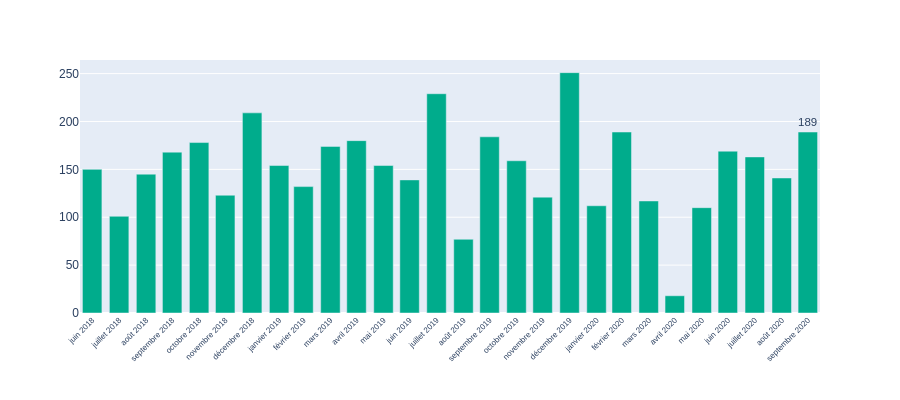 250
200
150
100
50
0
189
juin 2018
juillet 2018
août 2018
septembre 2018
octobre 2018
novembre 2018
décembre 2018
janvier 2019
février 2019
mars 2019
avril 2019
mai 2019
juin 2019
juillet 2019
août 2019
septembre 2019
octobre 2019
novembre 2019
décembre 2019
janvier 2020
février 2020
mars 2020
avril 2020
mai 2020
juin 2020
juillet 2020
août 2020
septembre 2020